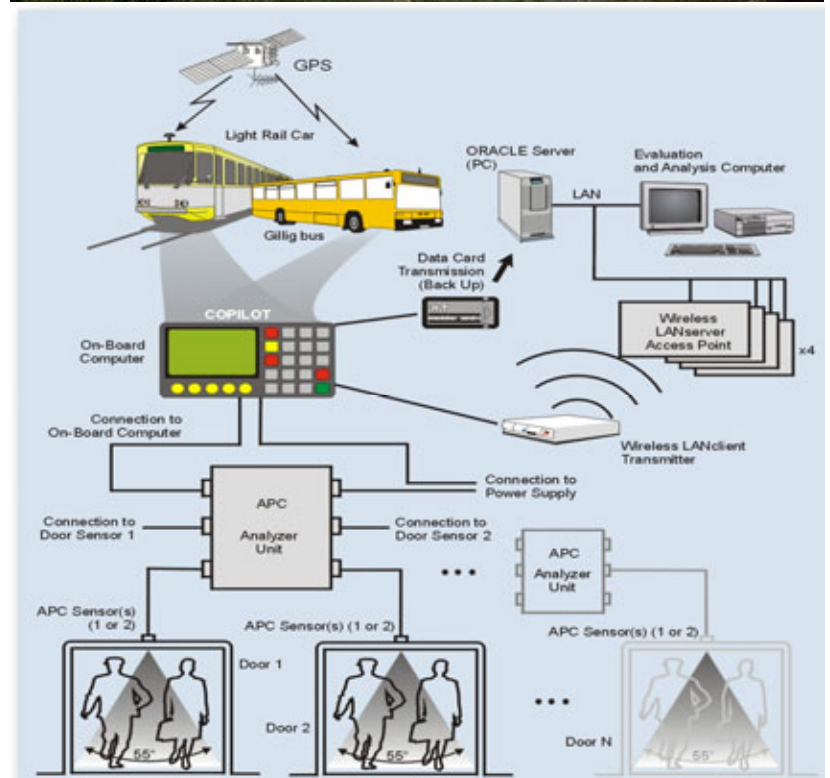 GPS
Light Rail Car
Gillig bus
ORACLE Server
(PC)
LAN
Evaluation
and Analysis Computer
Data Card
Transmission
(Back Up)
COPILOT
On-Board
Computer
Wireless
LANserver
Access Point
x4
Connection to
On-Board Computer
Wireless LANclient
Transmitter
Connection to
Power Supply
APC
Analyzer
Unit
Connection to
Door Sensor 1
Connection to
Door Sensor 2
APC
Analyzer
Unit
APC Sensor(s)
(1 or 2)
APC Sensor(s) (1 or 2)
APC Sensor(s) (1 or 2)
Door 1
Door 2
Door N
55°
55°
55°